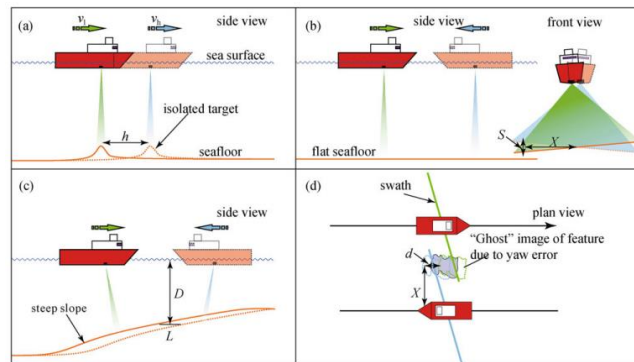 (a)
v₁
vₕ
side view
sea surface
isolated target
h
seafloor
(b)
side view
front view
S
X
flat seafloor
(c)
side view
D
steep slope
L
(d)
swath
plan view
"Ghost" image of feature
due to yaw error
d
X